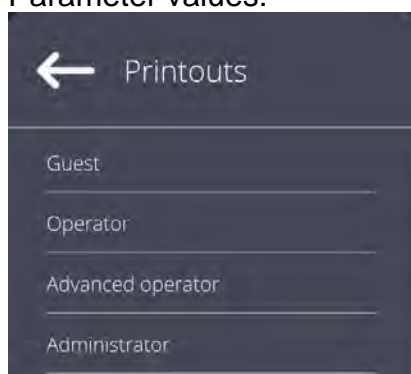 Parameter values:
Printouts
Guest
Operator
Advanced operator
Administrator